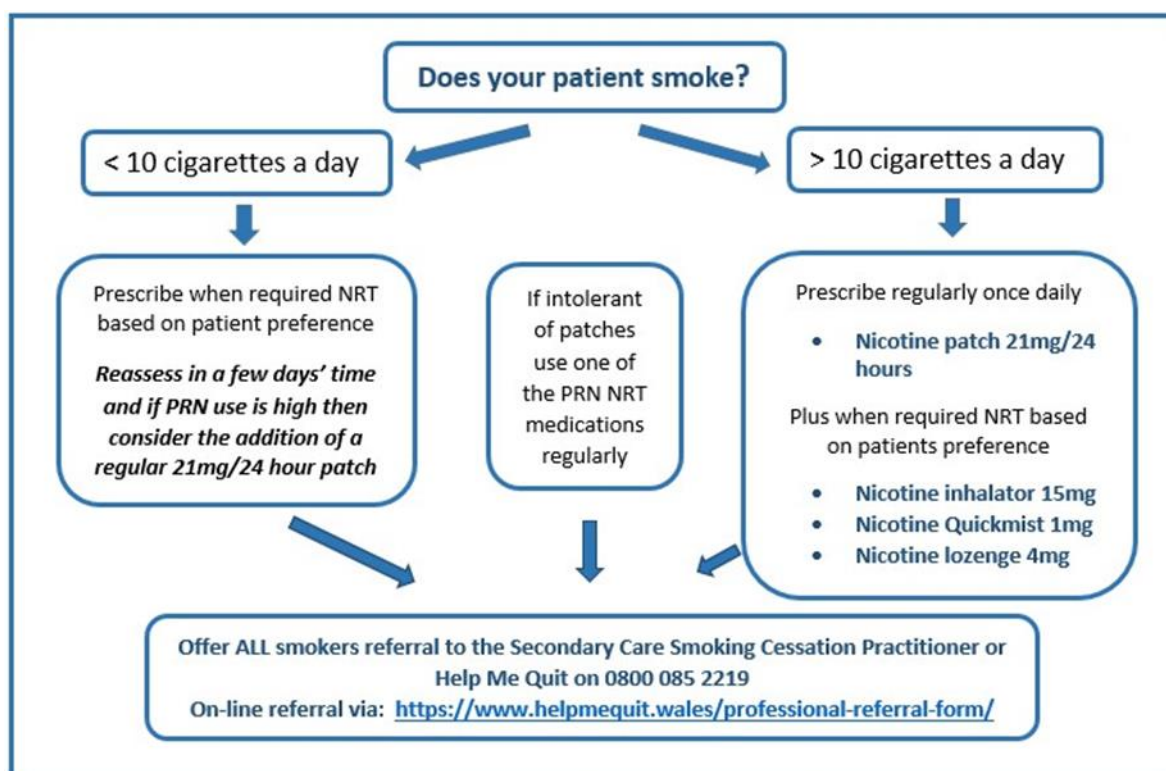 Does your patient smoke?
< 10 cigarettes a day
> 10 cigarettes a day
Prescribe when required NRT
based on patient preference
Reassess in a few days’ time
and if PRN use is high then
consider the addition of a
regular 21mg/24 hour patch
If intolerant
of patches
use one of
the PRN NRT
medications
regularly
Prescribe regularly once daily
• Nicotine patch 21mg/24
hours
Plus when required NRT based
on patients preference
• Nicotine inhalator 15mg
• Nicotine Quickmist 1mg
• Nicotine lozenge 4mg
Offer ALL smokers referral to the Secondary Care Smoking Cessation Practitioner or
Help Me Quit on 0800 085 2219
On-line referral via: https://www.helpmequit.wales/professional-referral-form/